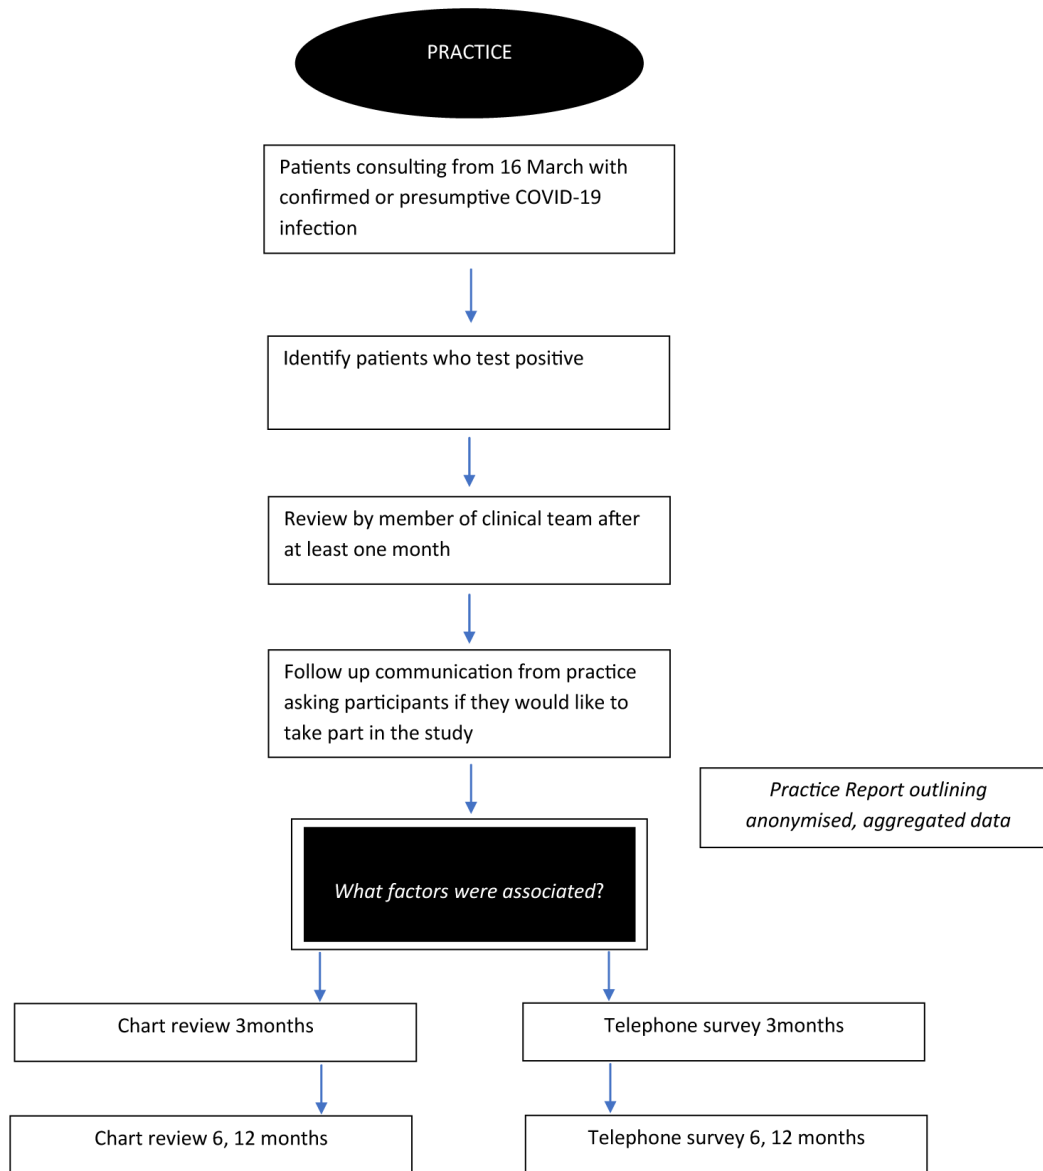 PRACTICE
Patients consulting from 16 March with
confirmed or presumptive COVID-19
infection
Identify patients who test positive
Review by member of clinical team after
at least one month
Follow up communication from practice
asking participants if they would like to
take part in the study
Practice Report outlining
anonymised, aggregated data
What factors were associated?
Chart review 3months
Telephone survey 3months
Chart review 6, 12 months
Telephone survey 6, 12 months